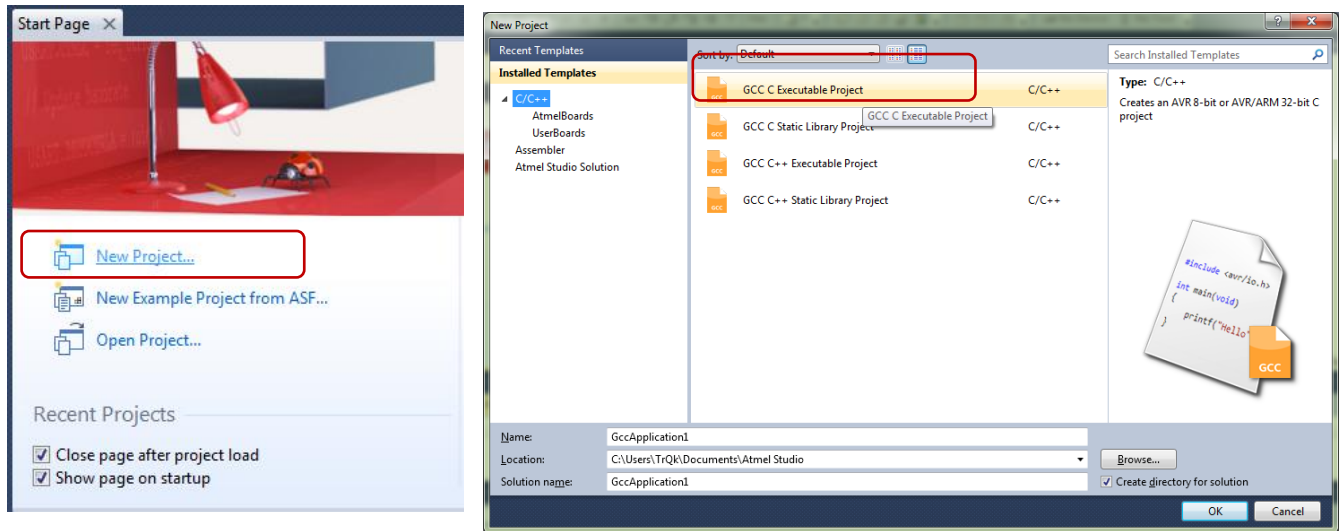 Start Page
New Project...
New Example Project from ASF...
Open Project...
Recent Projects
Close page after project load
Show page on startup
New Project
Recent Templates
Installed Templates
C/C++
AtmelBoards
UserBoards
Assembler
Atmel Studio Solution
Sort by: Default
GCC C Executable Project C/C++
GCC C Executable Project
GCC C Static Library Project C/C++
GCC C++ Executable Project C/C++
GCC C++ Static Library Project C/C++
Search Installed Templates
Type: C/C++
Creates an AVR 8-bit or AVR/ARM 32-bit C
project
#include <avr/io.h>
int main(void)
{
printf("Hello"
}
GCC
Name: GccApplication1
Location: C:\Users\TrQk\Documents\Atmel Studio
Browse...
Solution name: GccApplication1
Create directory for solution
OK Cancel